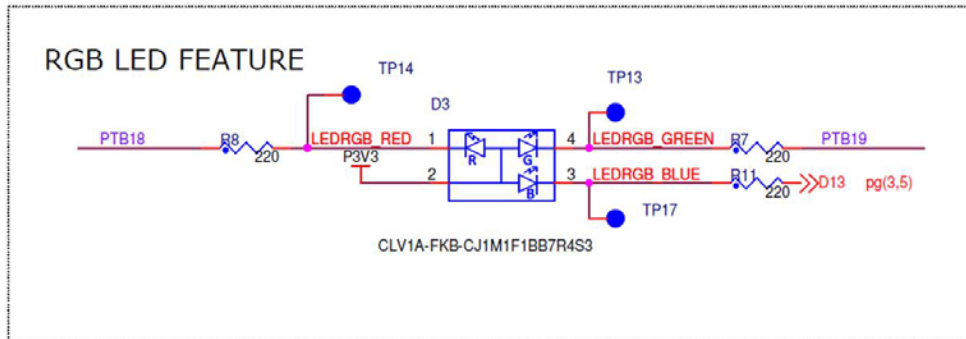 RGB LED FEATURE
TP14
TP13
D3
PTB18
R8
220
LEDRGB_RED
1
R
G
4
LEDRGB_GREEN
R7
220
PTB19
P3V3
2
B
3
LEDRGB_BLUE
R11
220
D13
pg(3,5)
TP17
CLV1A-FKB-CJ1M1F1BB7R4S3